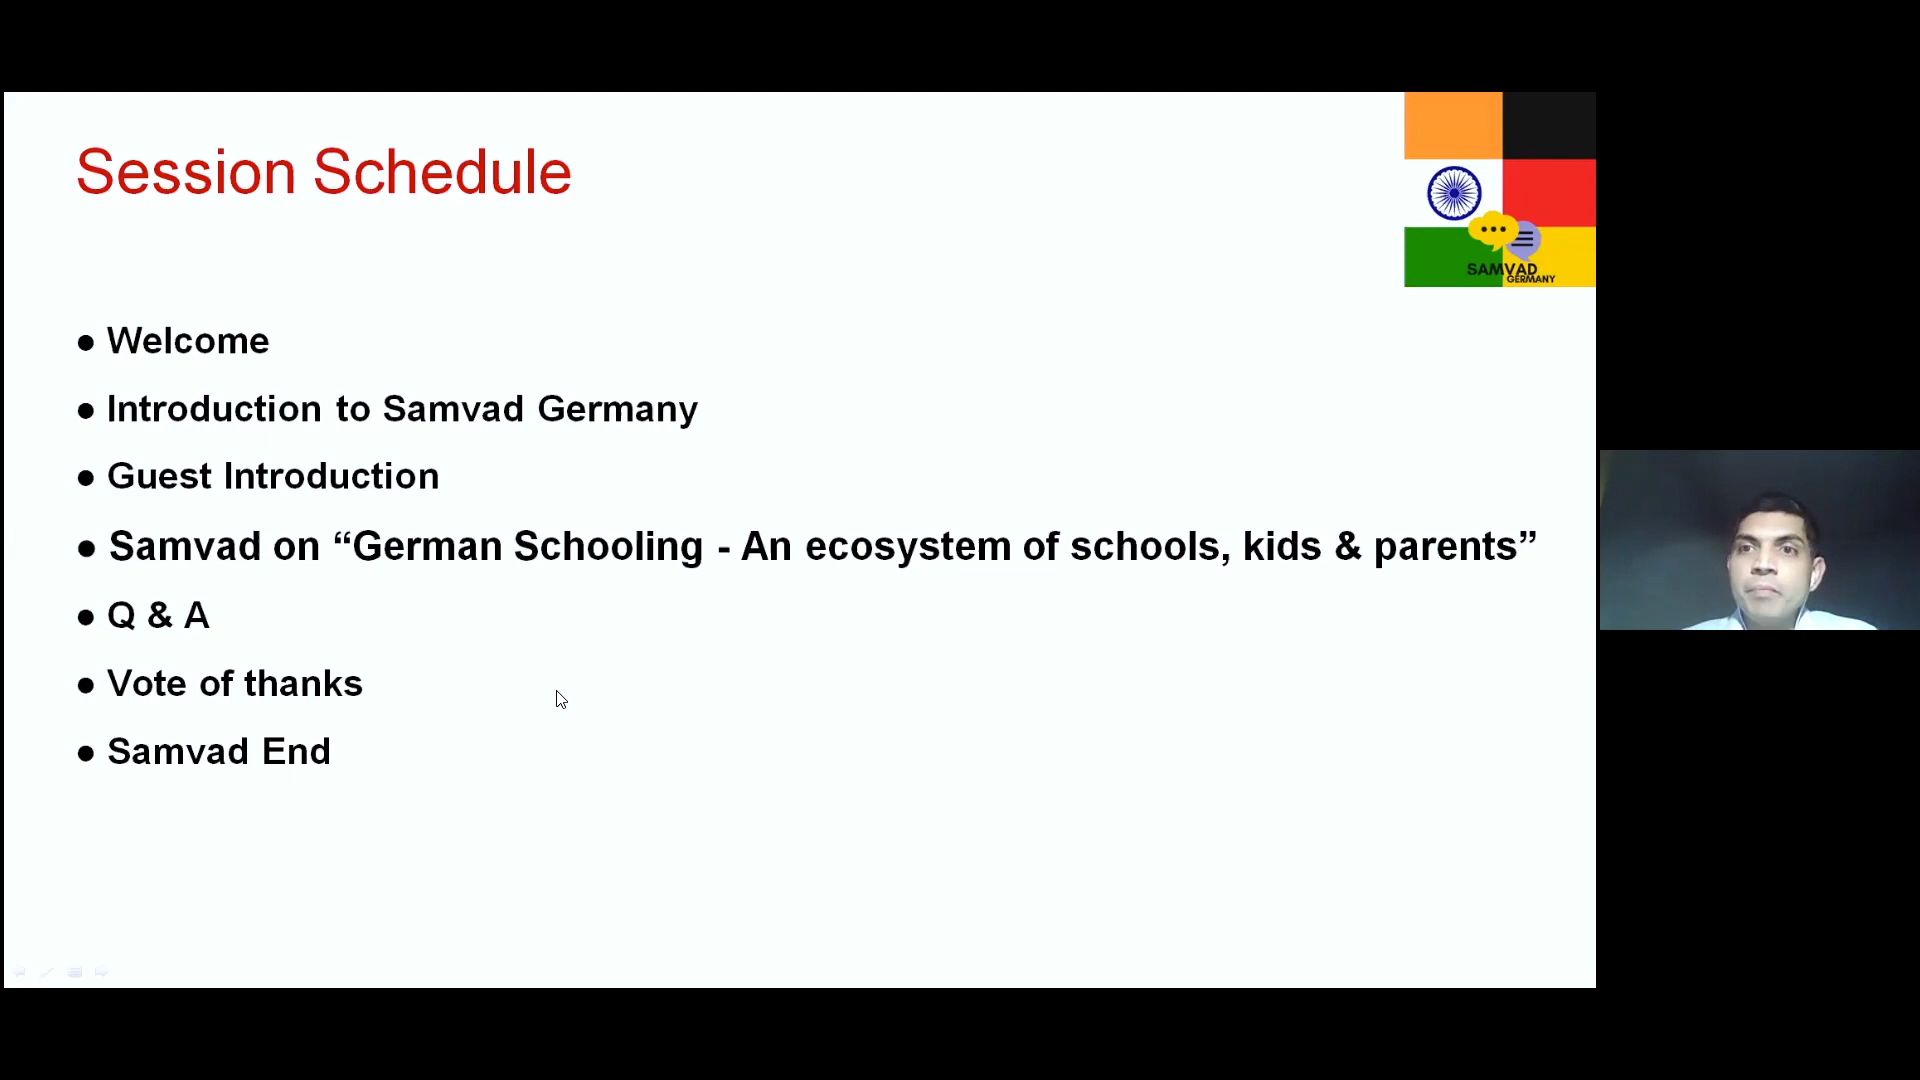 Session Schedule
SAMVAD
GERMANY
● Welcome
● Introduction to Samvad Germany
● Guest Introduction
● Samvad on “German Schooling - An ecosystem of schools, kids & parents”
● Q & A
● Vote of thanks
● Samvad End